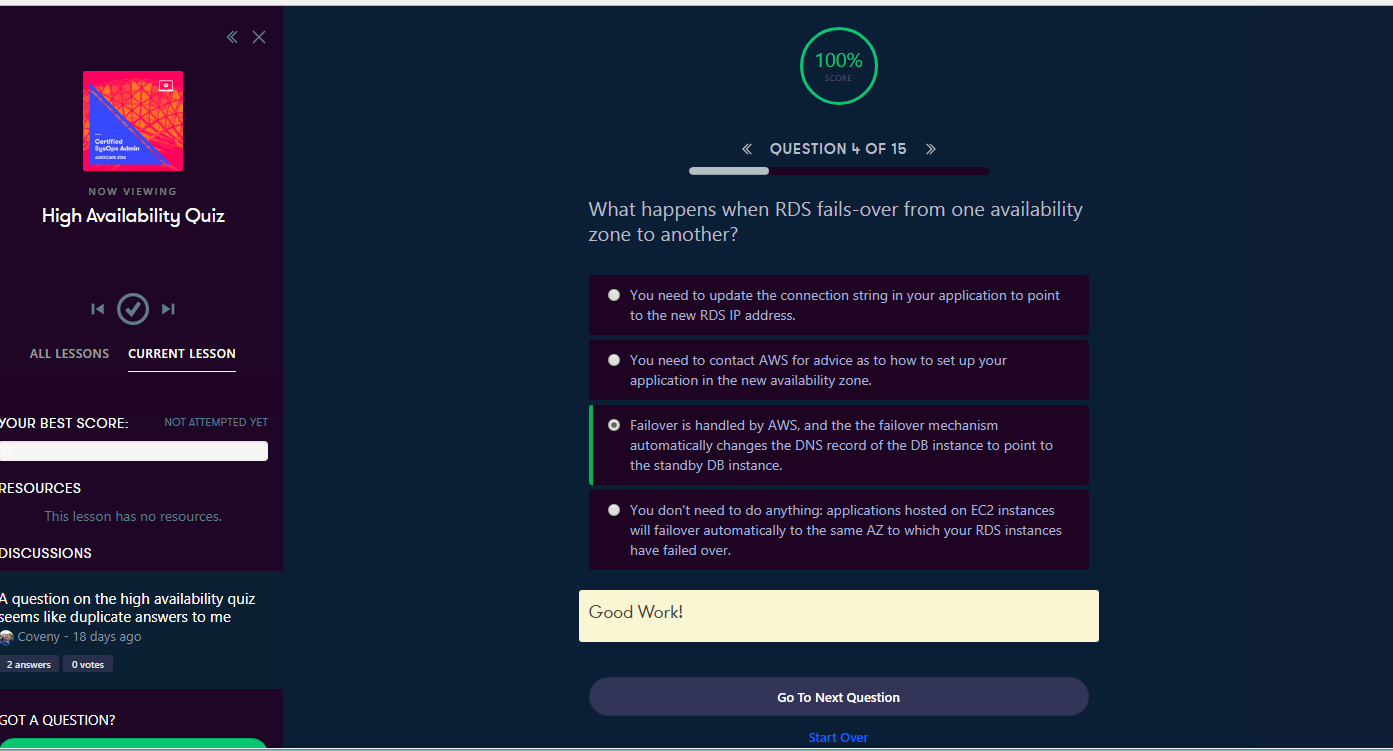 Certified
SysOps Admin
ASSOCIATE 2018
NOW VIEWING
High Availability Quiz
ALL LESSONS CURRENT LESSON
YOUR BEST SCORE: NOT ATTEMPTED YET
RESOURCES
This lesson has no resources.
DISCUSSIONS
A question on the high availability quiz
seems like duplicate answers to me
Coveny - 18 days ago
2 answers 0 votes
GOT A QUESTION?
100%
SCORE
QUESTION 4 OF 15
What happens when RDS fails-over from one availability
zone to another?
You need to update the connection string in your application to point
to the new RDS IP address.
You need to contact AWS for advice as to how to set up your
application in the new availability zone.
Failover is handled by AWS, and the the failover mechanism
automatically changes the DNS record of the DB instance to point to
the standby DB instance.
You don't need to do anything: applications hosted on EC2 instances
will failover automatically to the same AZ to which your RDS instances
have failed over.
Good Work!
Go To Next Question
Start Over